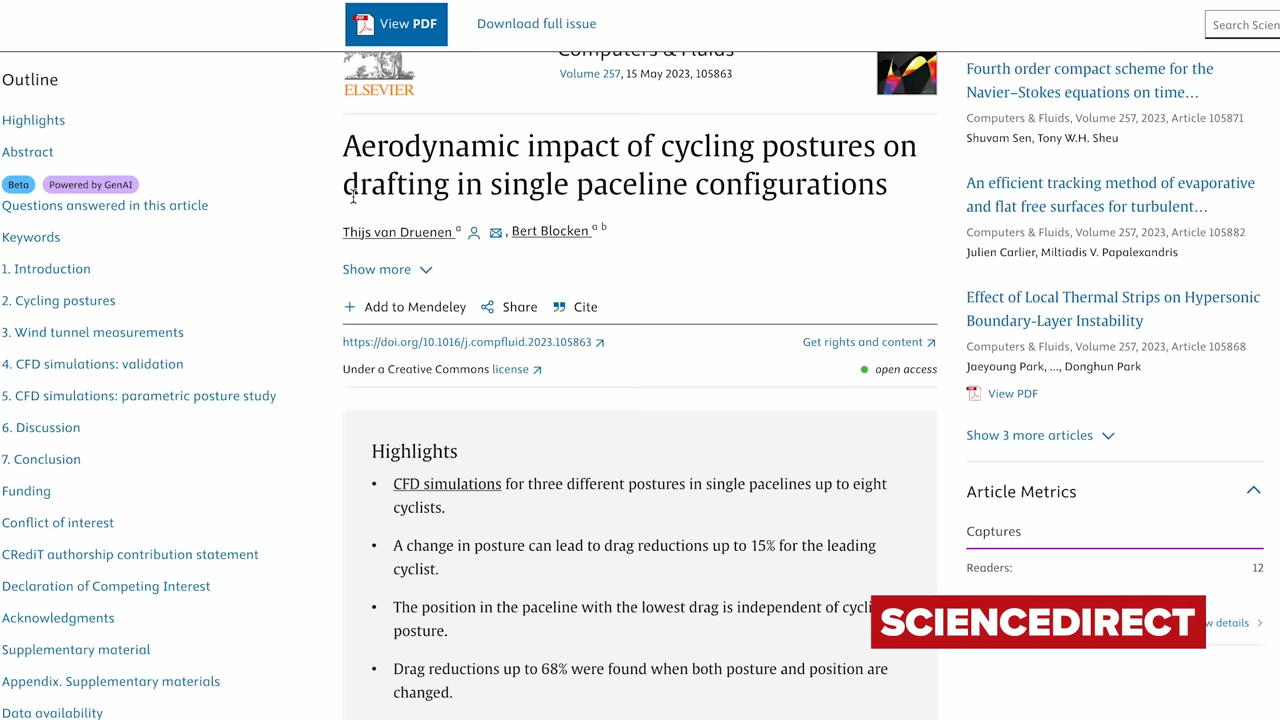 View PDF
Download full issue
Search Scien
Outline
Highlights
Abstract
Beta Powered by GenAI
Questions answered in this article
Keywords
1. Introduction
2. Cycling postures
3. Wind tunnel measurements
4. CFD simulations: validation
5. CFD simulations: parametric posture study
6. Discussion
7. Conclusion
Funding
Conflict of interest
CRediT authorship contribution statement
Declaration of Competing Interest
Acknowledgments
Supplementary material
Appendix. Supplementary materials
Data availability
ELSEVIER
Computers & Fluids
Volume 257, 15 May 2023, 105863
Aerodynamic impact of cycling postures on
drafting in single paceline configurations
Thijs van Druenen a , Bert Blocken a b
Show more
Add to Mendeley Share Cite
https://doi.org/10.1016/j.compfluid.2023.105863
Get rights and content
Under a Creative Commons license
open access
Highlights
• CFD simulations for three different postures in single pacelines up to eight
cyclists.
• A change in posture can lead to drag reductions up to 15% for the leading
cyclist.
• The position in the paceline with the lowest drag is independent of cycli
posture.
• Drag reductions up to 68% were found when both posture and position are
changed.
Fourth order compact scheme for the
Navier–Stokes equations on time…
Computers & Fluids, Volume 257, 2023, Article 105871
Shuvam Sen, Tony W.H. Sheu
An efficient tracking method of evaporative
and flat free surfaces for turbulent…
Computers & Fluids, Volume 257, 2023, Article 105882
Julien Carlier, Miltiadis V. Papalexandris
Effect of Local Thermal Strips on Hypersonic
Boundary-Layer Instability
Computers & Fluids, Volume 257, 2023, Article 105868
Jaeyoung Park, ..., Donghun Park
View PDF
Show 3 more articles
Article Metrics
Captures
Readers: 12
w details
SCIENCEDIRECT